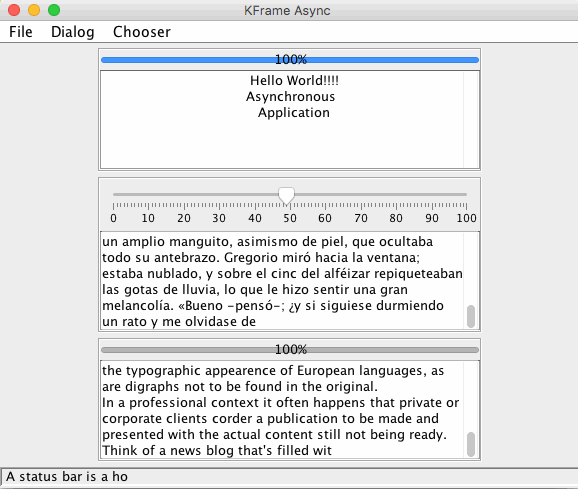 KFrame Async
File Dialog Chooser
100%
Hello World!!!!
Asynchronous
Application
0 10 20 30 40 50 60 70 80 90 100
un amplio manguito, asimismo de piel, que ocultaba
todo su antebrazo. Gregorio miró hacia la ventana;
estaba nublado, y sobre el cinc del alféizar repiqueteaban
las gotas de lluvia, lo que le hizo sentir una gran
melancolía. «Bueno –pensó–; ¿y si siguiese durmiendo
un rato y me olvidase de
100%
the typographic appearence of European languages, as
are digraphs not to be found in the original.
In a professional context it often happens that private or
corporate clients corder a publication to be made and
presented with the actual content still not being ready.
Think of a news blog that's filled wit
A status bar is a ho